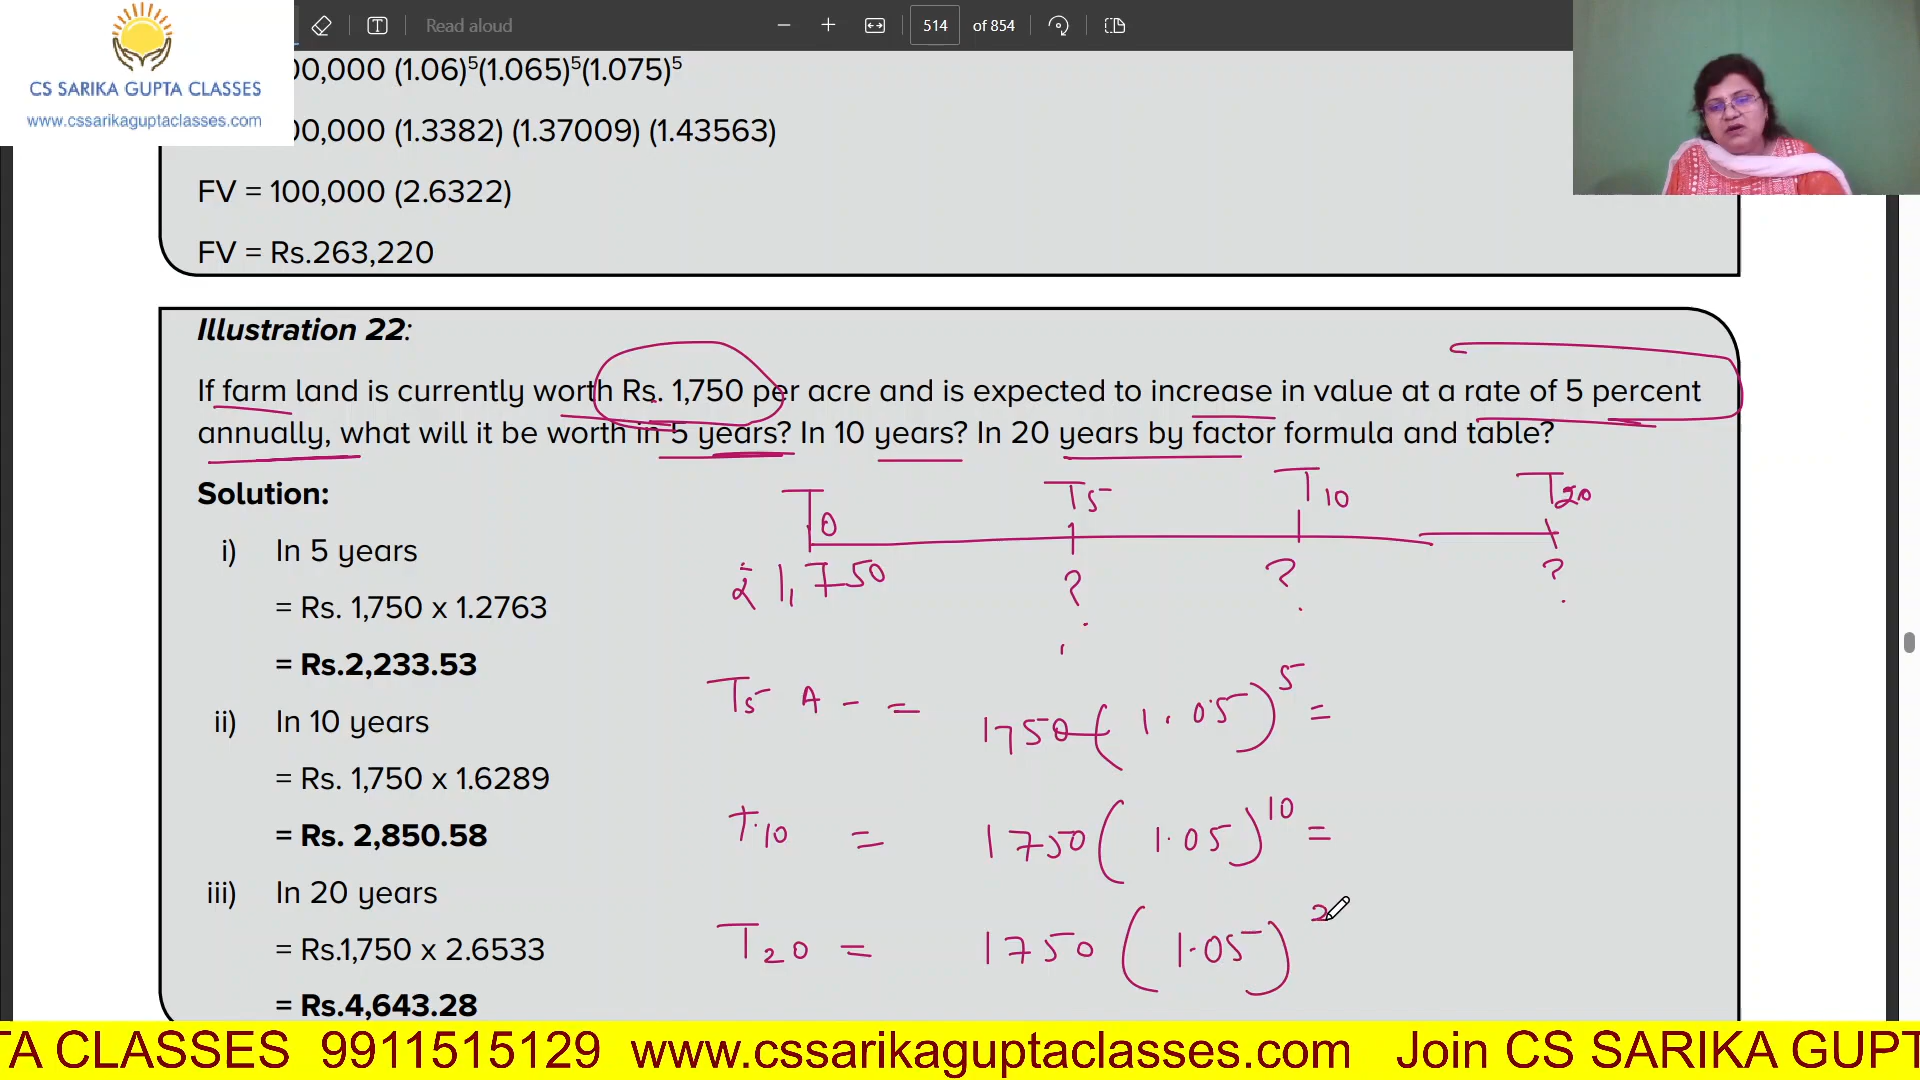 CS SARIKA GUPTA CLASSES
www.cssarikaguptaclasses.com
Read aloud
514 of 854
00,000 (1.06)⁵(1.065)⁵(1.075)⁵
00,000 (1.3382) (1.37009) (1.43563)
FV = 100,000 (2.6322)
FV = Rs.263,220
Illustration 22:
If farm land is currently worth Rs. 1,750 per acre and is expected to increase in value at a rate of 5 percent
annually, what will it be worth in 5 years? In 10 years? In 20 years by factor formula and table?
Solution:
i) In 5 years
= Rs. 1,750 x 1.2763
= Rs.2,233.53
ii) In 10 years
= Rs. 1,750 x 1.6289
= Rs. 2,850.58
iii) In 20 years
= Rs.1,750 x 2.6533
= Rs.4,643.28
T0 T5 T10 T20
1,750 ? ? ?
T5 A - = 1750 (1.05)⁵ =
T10 = 1750 (1.05)¹⁰ =
T20 = 1750 (1.05)²
TA CLASSES 9911515129 www.cssarikaguptaclasses.com Join CS SARIKA GUPT